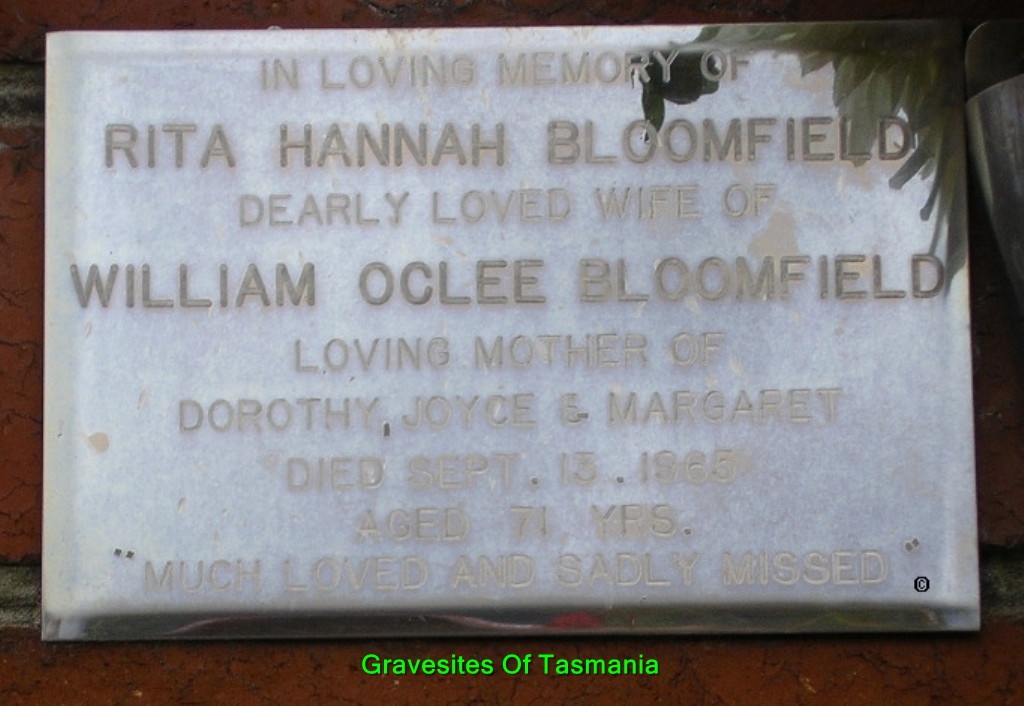 IN LOVING MEMORY OF
RITA HANNAH BLOOMFIELD
DEARLY LOVED WIFE OF
WILLIAM OCLEE BLOOMFIELD
LOVING MOTHER OF
DOROTHY, JOYCE & MARGARET
DIED SEPT. 13. 1965
AGED 71 YRS.
"MUCH LOVED AND SADLY MISSED"
©
Gravesites Of Tasmania